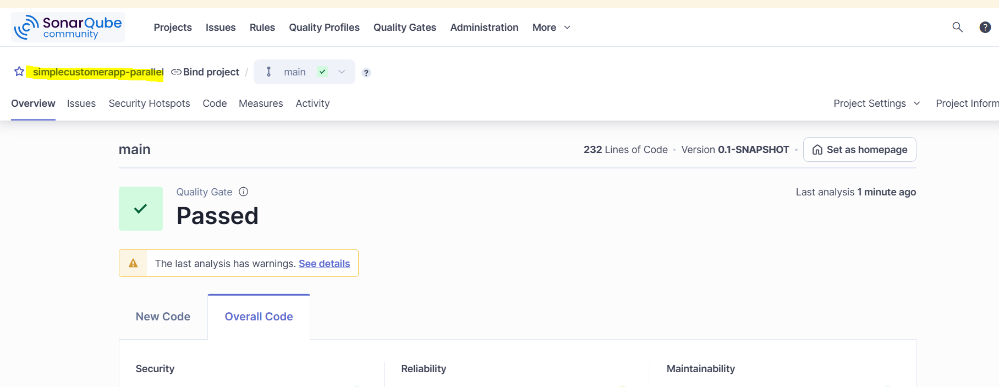 SonarQube community
Projects Issues Rules Quality Profiles Quality Gates Administration More ?
simplecustomerapp-parallel Bind project / main ?
Overview Issues Security Hotspots Code Measures Activity Project Settings Project Inform
main 232 Lines of Code • Version 0.1-SNAPSHOT • Set as homepage
Quality Gate Last analysis 1 minute ago
Passed
The last analysis has warnings. See details
New Code Overall Code
Security Reliability Maintainability